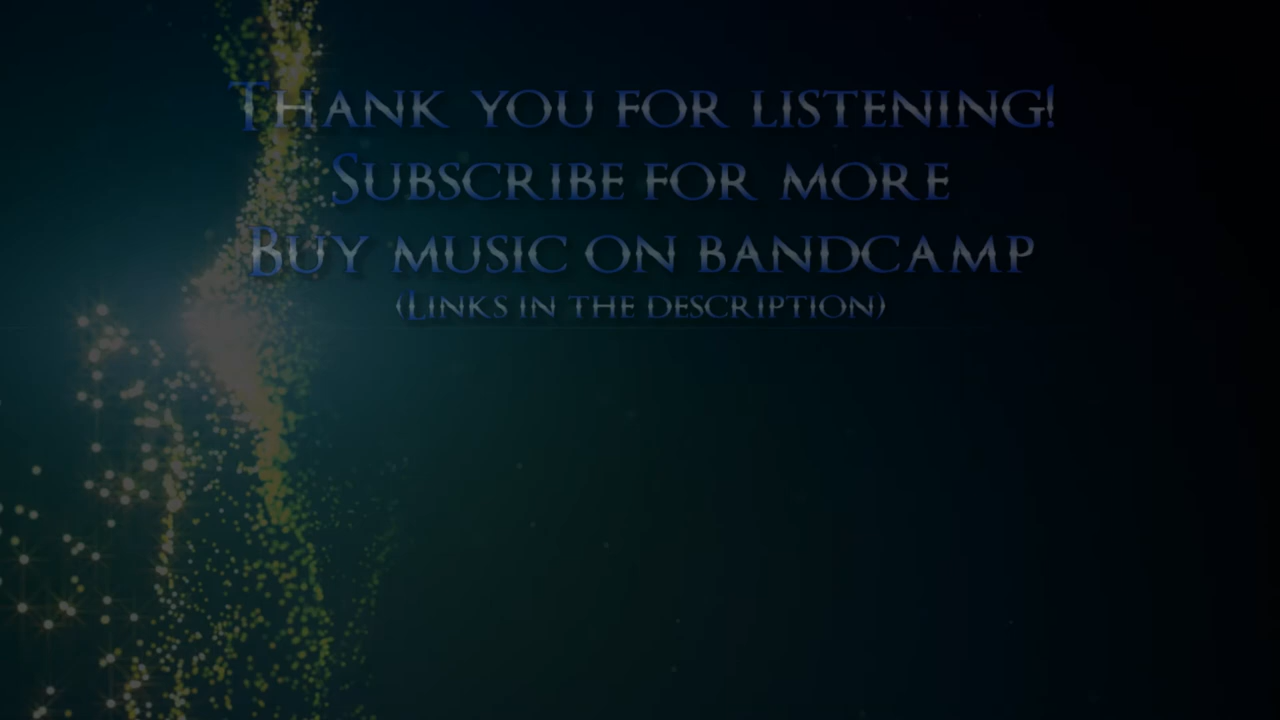 Thank you for listening!
Subscribe for more
Buy music on bandcamp
(Links in the description)